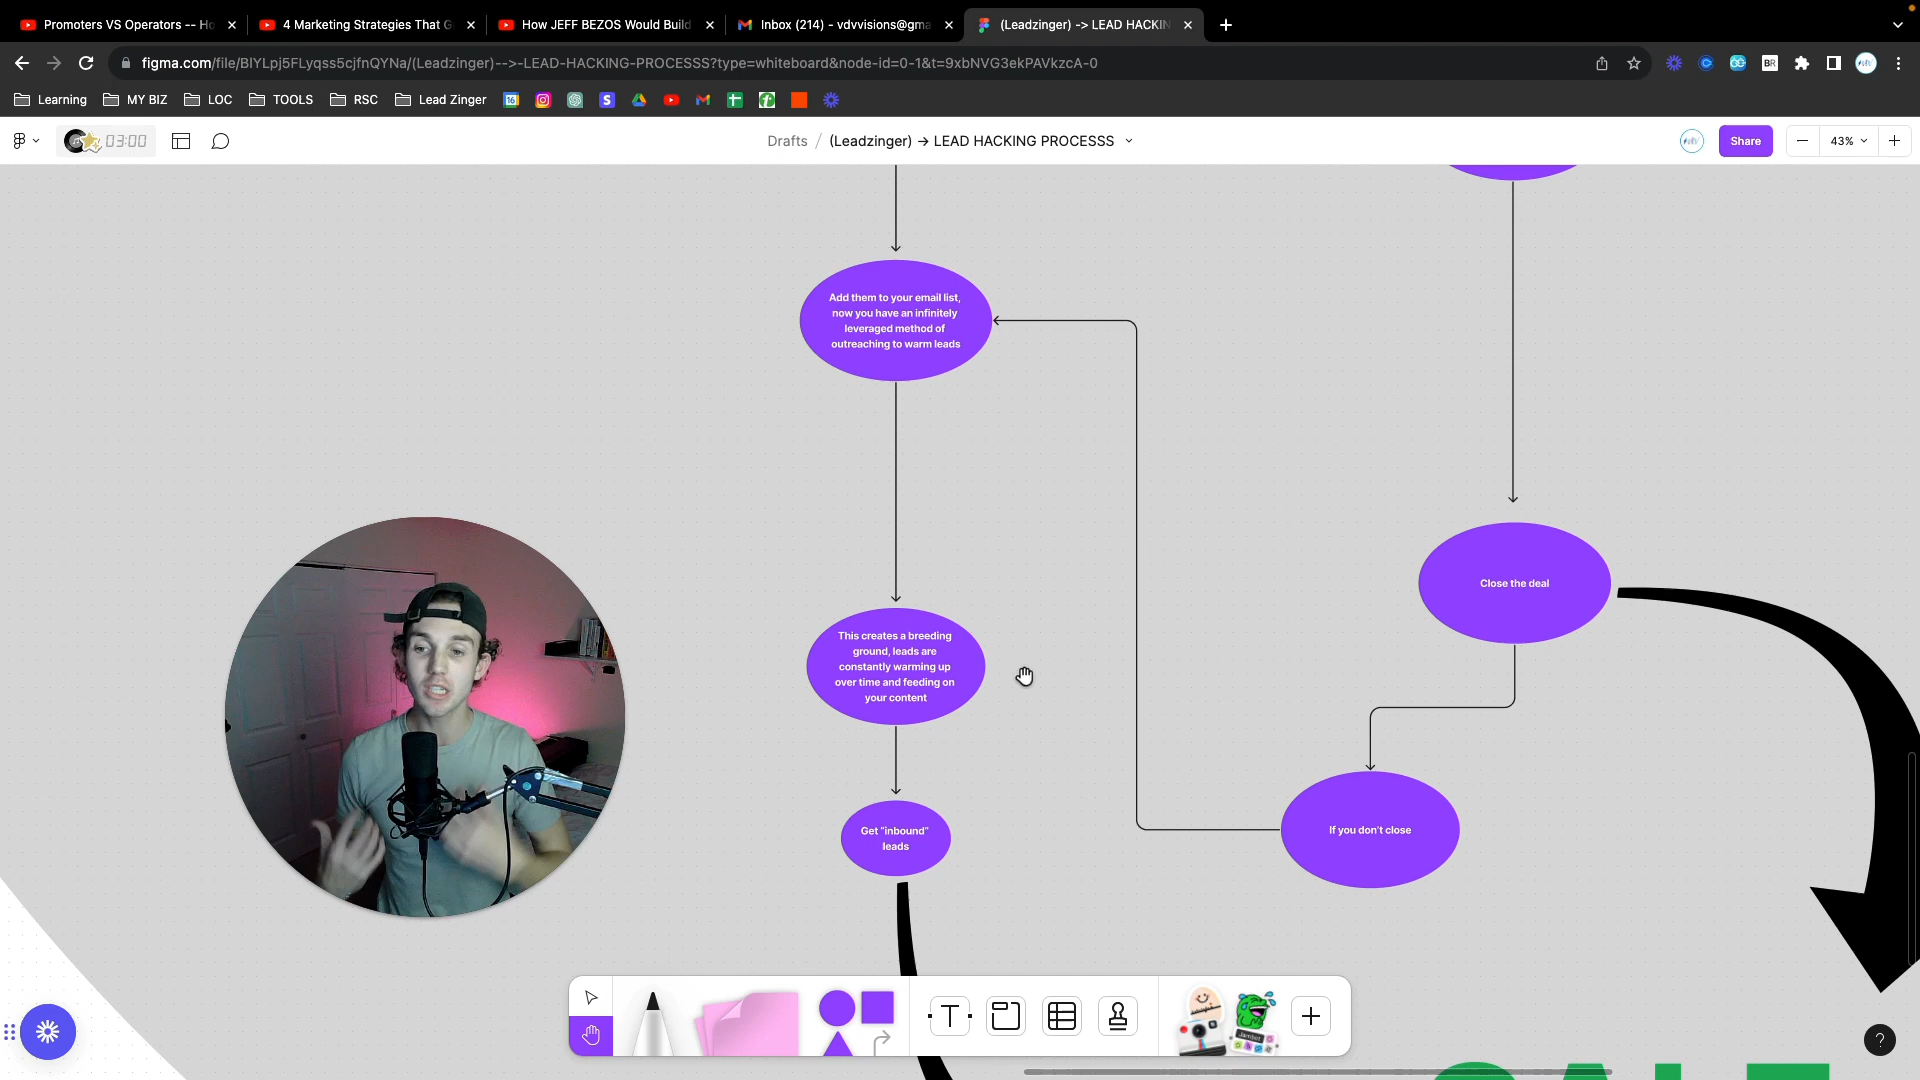 Promoters VS Operators -- Ho
4 Marketing Strategies That G
How JEFF BEZOS Would Build
Inbox (214) - vdvvisions@gma
(Leadzinger) -> LEAD HACKIN
figma.com/file/BlYLpj5FLyqss5cjfnQYNa/(Leadzinger)-->-LEAD-HACKING-PROCESSS?type=whiteboard&node-id=0-1&t=9xbNVG3ekPAVkzcA-0
BR
Learning
MY BIZ
LOC
TOOLS
RSC
Lead Zinger
16
S
03:00
Drafts / (Leadzinger) → LEAD HACKING PROCESSS
Share
43%
Add them to your email list,
now you have an infinitely
leveraged method of
outreaching to warm leads
Close the deal
This creates a breeding
ground, leads are
constantly warming up
over time and feeding on
your content
Get "inbound"
leads
If you don't close
T
Jambot
?